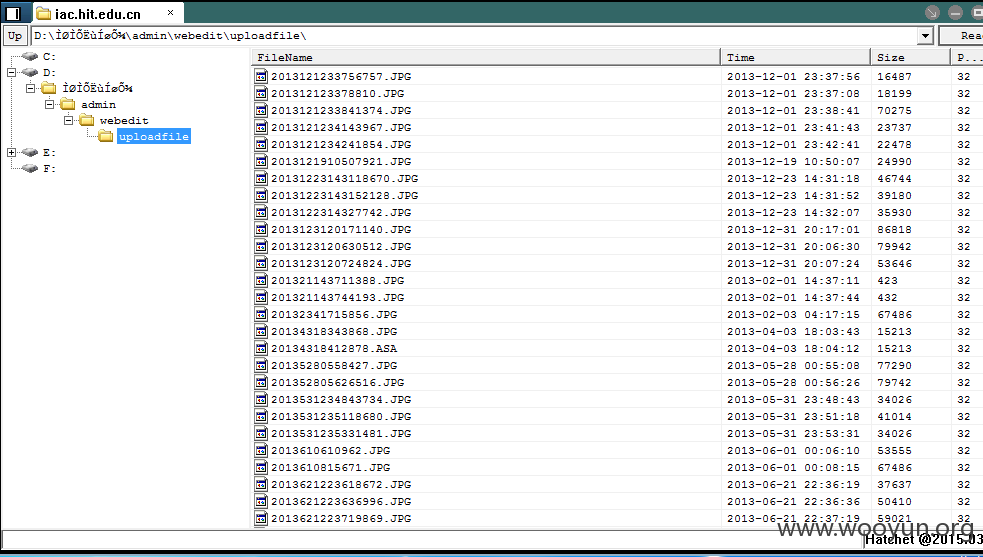 iac.hit.edu.cn ×
Up D:\ÌØÌÕËùÍøÕ¾\admin\webedit\uploadfile\
C:
D:
ÌØÌÕËùÍøÕ¾
admin
webedit
uploadfile
E:
F:
FileName Time Size P...
2013121233756757.JPG 2013-12-01 23:37:56 16487 32
201312123378810.JPG 2013-12-01 23:37:08 18199 32
2013121233841374.JPG 2013-12-01 23:38:41 70275 32
2013121234143967.JPG 2013-12-01 23:41:43 23737 32
2013121234241854.JPG 2013-12-01 23:42:41 22478 32
2013121910507921.JPG 2013-12-19 10:50:07 24990 32
20131223143118670.JPG 2013-12-23 14:31:18 46744 32
20131223143152128.JPG 2013-12-23 14:31:52 39180 32
2013122314327742.JPG 2013-12-23 14:32:07 35930 32
2013123120171140.JPG 2013-12-31 20:17:01 86818 32
2013123120630512.JPG 2013-12-31 20:06:30 79942 32
2013123120724824.JPG 2013-12-31 20:07:24 53646 32
201321143711388.JPG 2013-02-01 14:37:11 423 32
201321143744193.JPG 2013-02-01 14:37:44 432 32
20132341715856.JPG 2013-02-03 04:17:15 67486 32
20134318343868.JPG 2013-04-03 18:03:43 15213 32
20134318412878.ASA 2013-04-03 18:04:12 15213 32
20135280558427.JPG 2013-05-28 00:55:08 77290 32
201352805626516.JPG 2013-05-28 00:56:26 79742 32
2013531234843734.JPG 2013-05-31 23:48:43 34026 32
2013531235118680.JPG 2013-05-31 23:51:18 41014 32
2013531235331481.JPG 2013-05-31 23:53:31 34026 32
2013610610962.JPG 2013-06-01 00:06:10 53555 32
2013610815671.JPG 2013-06-01 00:08:15 67486 32
2013621223618672.JPG 2013-06-21 22:36:19 37637 32
2013621223636996.JPG 2013-06-21 22:36:36 50410 32
2013621223719869.JPG 2013-06-21 22:37:19 59021 32
www.wooyun.org
Hatchet @2015.03